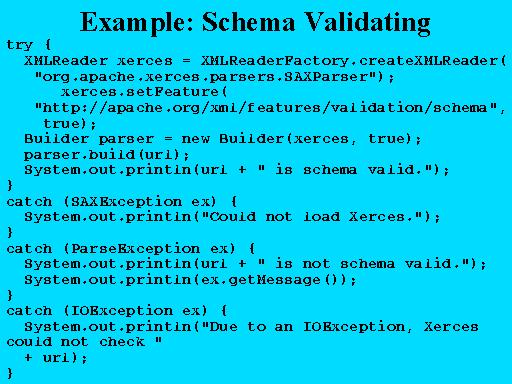 Example: Schema Validating
try {
  XMLReader xerces = XMLReaderFactory.createXMLReader(
   "org.apache.xerces.parsers.SAXParser");
      xerces.setFeature(
   "http://apache.org/xml/features/validation/schema",
    true);
  Builder parser = new Builder(xerces, true);
  parser.build(url);
  System.out.println(url + " is schema valid.");
}
catch (SAXException ex) {
  System.out.println("Could not load Xerces.");
}
catch (ParseException ex) {
  System.out.println(url + " is not schema valid.");
  System.out.println(ex.getMessage());
}
catch (IOException ex) {
  System.out.println("Due to an IOException, Xerces
could not check "
  + url);
}